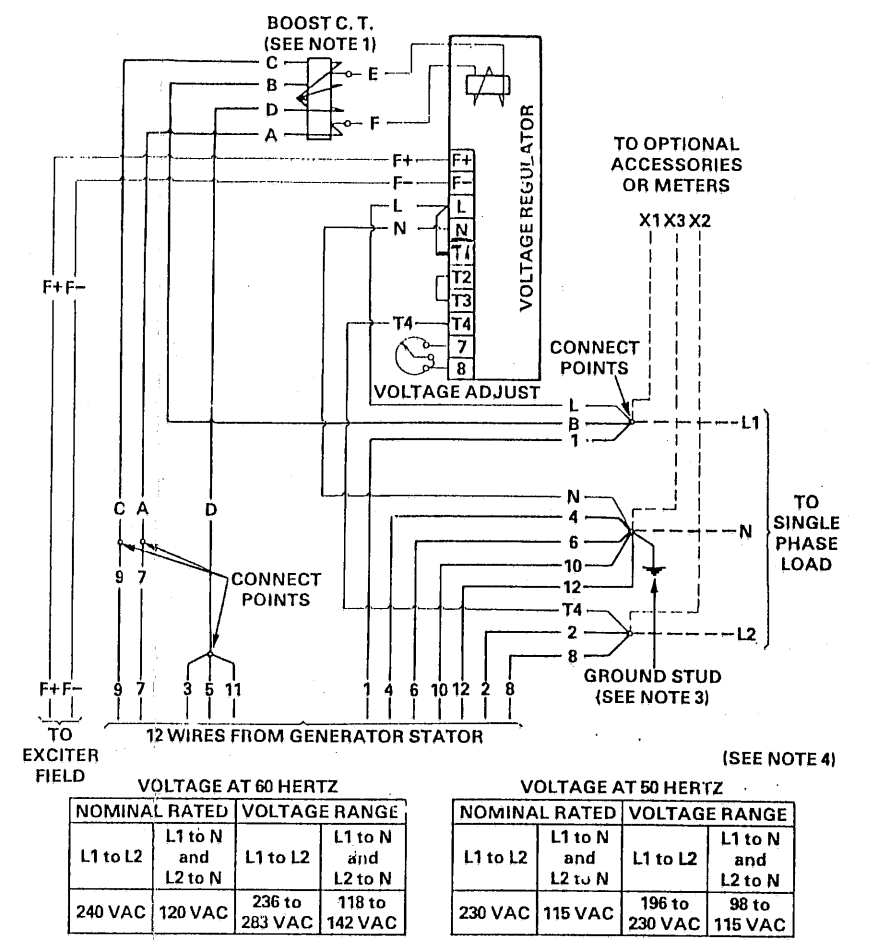 BOOST C. T.
(SEE NOTE 1)
C
E
B
D
F
A
F+
F+
F–
F–
L
L
N
N
T1
T2
T3
T4
T4
7
8
VOLTAGE REGULATOR
VOLTAGE ADJUST
TO OPTIONAL
ACCESSORIES
OR METERS
X1 X3 X2
F+ F–
CONNECT
POINTS
L
B
L1
1
N
4
N
6
10
12
T4
2
L2
8
TO
SINGLE
PHASE
LOAD
C A D
9 7
CONNECT
POINTS
GROUND STUD
(SEE NOTE 3)
F+ F– 9 7 3 5 11 1 4 6 10 12 2 8
TO
EXCITER
FIELD
12 WIRES FROM GENERATOR STATOR
(SEE NOTE 4)
VOLTAGE AT 60 HERTZ
NOMINAL RATED VOLTAGE RANGE
L1 to L2
L1 to N
and
L2 to N
L1 to L2
L1 to N
and
L2 to N
240 VAC
120 VAC
236 to
283 VAC
118 to
142 VAC
VOLTAGE AT 50 HERTZ
NOMINAL RATED VOLTAGE RANGE
L1 to L2
L1 to N
and
L2 to N
L1 to L2
L1 to N
and
L2 to N
230 VAC
115 VAC
196 to
230 VAC
98 to
115 VAC